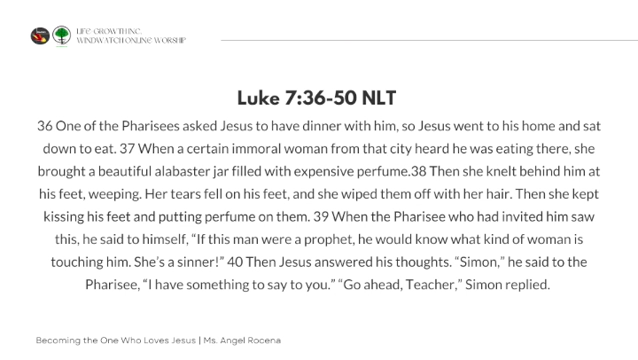 LIFE GROWTH INC.
WINDWATCH ONLINE WORSHIP
Luke 7:36-50 NLT
36 One of the Pharisees asked Jesus to have dinner with him, so Jesus went to his home and sat
down to eat. 37 When a certain immoral woman from that city heard he was eating there, she
brought a beautiful alabaster jar filled with expensive perfume.38 Then she knelt behind him at
his feet, weeping. Her tears fell on his feet, and she wiped them off with her hair. Then she kept
kissing his feet and putting perfume on them. 39 When the Pharisee who had invited him saw
this, he said to himself, “If this man were a prophet, he would know what kind of woman is
touching him. She’s a sinner!” 40 Then Jesus answered his thoughts. “Simon,” he said to the
Pharisee, “I have something to say to you.” “Go ahead, Teacher,” Simon replied.
Becoming the One Who Loves Jesus | Ms. Angel Rocena